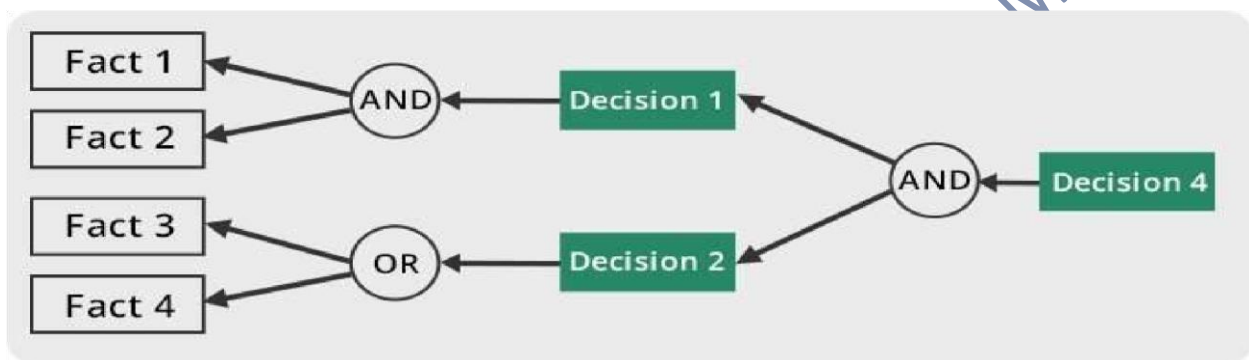 Fact 1
Fact 2
Fact 3
Fact 4
AND
OR
Decision 1
Decision 2
AND
Decision 4